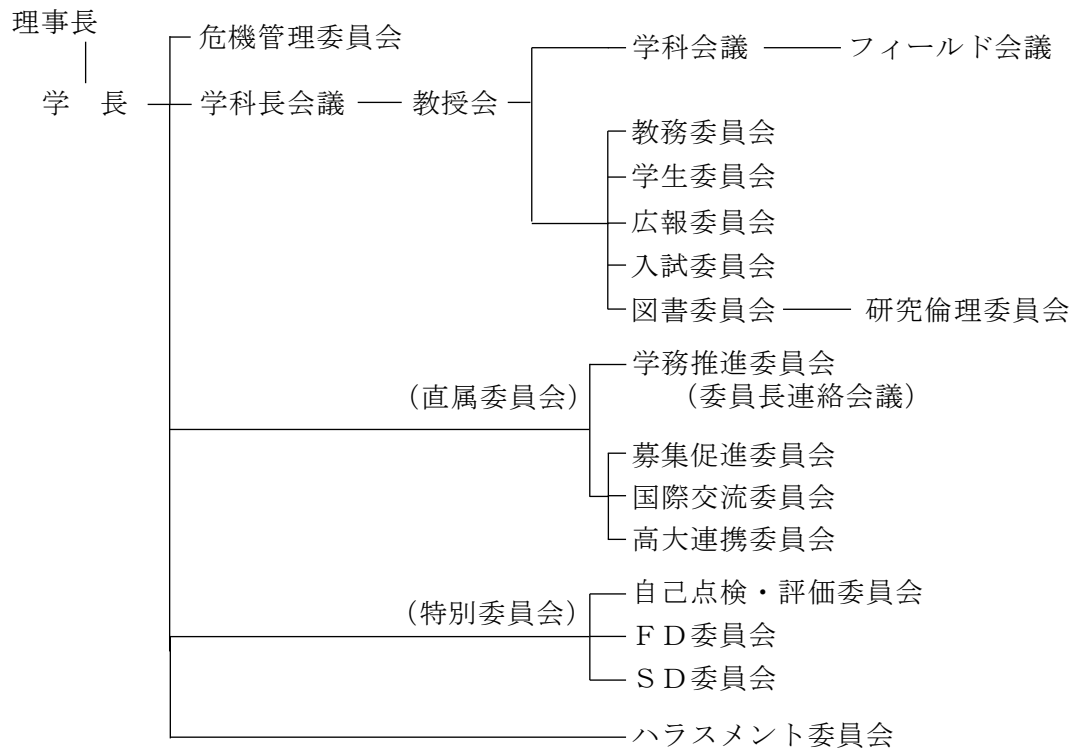 理事長
危機管理委員会
学科会議 フィールド会議
学　長 学科長会議 教授会
教務委員会
学生委員会
広報委員会
入試委員会
図書委員会 研究倫理委員会
学務推進委員会
（直属委員会） （委員長連絡会議）
募集促進委員会
国際交流委員会
高大連携委員会
自己点検・評価委員会
（特別委員会）
ＦＤ委員会
ＳＤ委員会
ハラスメント委員会